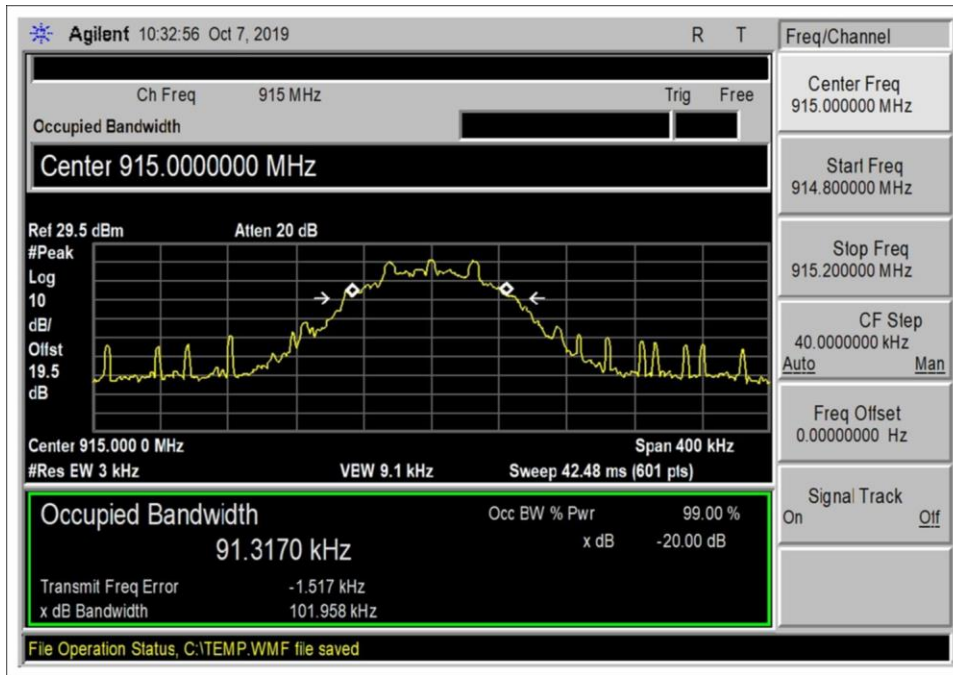 Agilent 10:32:56 Oct 7, 2019 R T
Ch Freq 915 MHz Trig Free
Occupied Bandwidth
Center 915.0000000 MHz
Ref 29.5 dBm Atten 20 dB
#Peak
Log
10
dB/
Offst
19.5
dB
Center 915.000 0 MHz Span 400 kHz
#Res EW 3 kHz VEW 9.1 kHz Sweep 42.48 ms (601 pts)
Occupied Bandwidth
91.3170 kHz
Occ BW % Pwr 99.00 %
x dB -20.00 dB
Transmit Freq Error -1.517 kHz
x dB Bandwidth 101.958 kHz
File Operation Status, C:\TEMP.WMF file saved
Freq/Channel
Center Freq
915.000000 MHz
Start Freq
914.800000 MHz
Stop Freq
915.200000 MHz
CF Step
40.0000000 kHz
Auto Man
Freq Offset
0.00000000 Hz
Signal Track
On Off